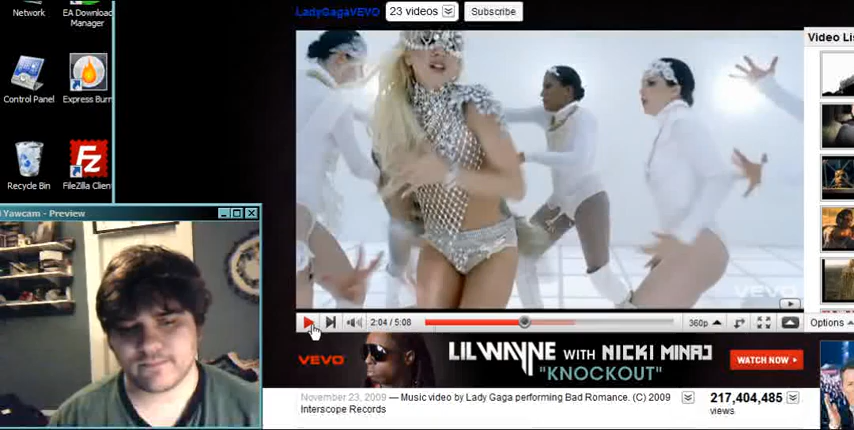 Network
EA Download
Manager
Control Panel
Express Burn
Recycle Bin
FileZilla Client
Yawcam - Preview
LadyGagaVEVO
23 videos
Subscribe
VEVO
2:04 / 5:08
360p
Options
Video Lis
VEVO
LIL WAYNE WITH NICKI MINAJ
"KNOCKOUT"
WATCH NOW
November 23, 2009 — Music video by Lady Gaga performing Bad Romance. (C) 2009
Interscope Records
217,404,485
views